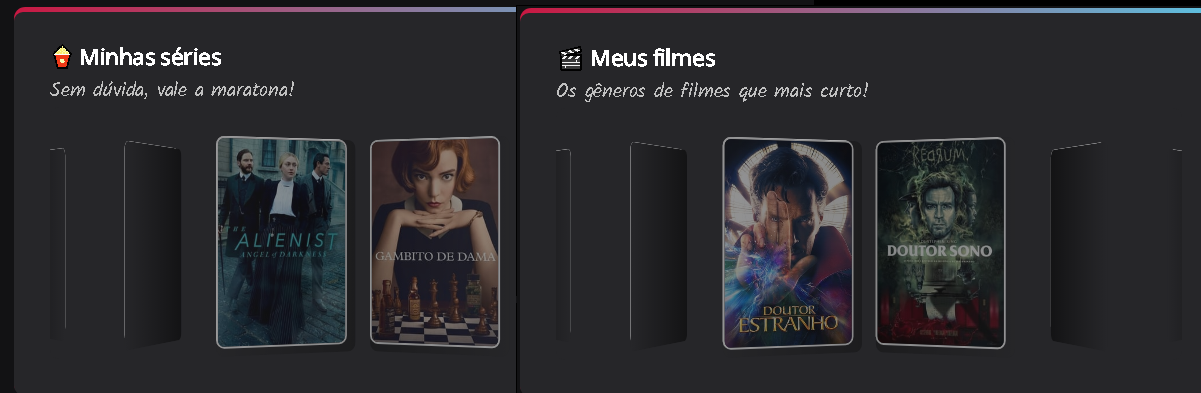 Minhas séries
Sem dúvida, vale a maratona!
THE
ALIENIST
ANGEL of DARKNESS
GAMBITO DE DAMA
Meus filmes
Os gêneros de filmes que mais curto!
DOUTOR
ESTRANHO
REDRUM
DOUTOR SONO